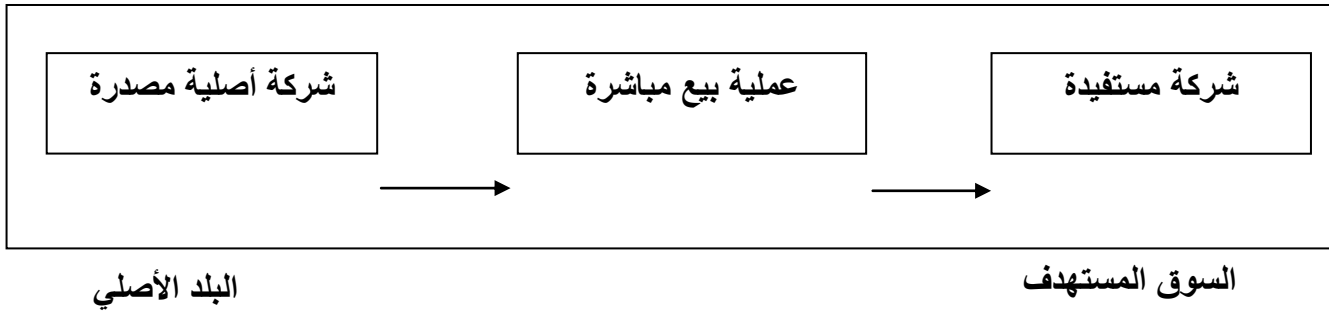 شركة أصلية مصدرة
عملية بيع مباشرة
شركة مستفيدة
البلد الأصلي
السوق المستهدف